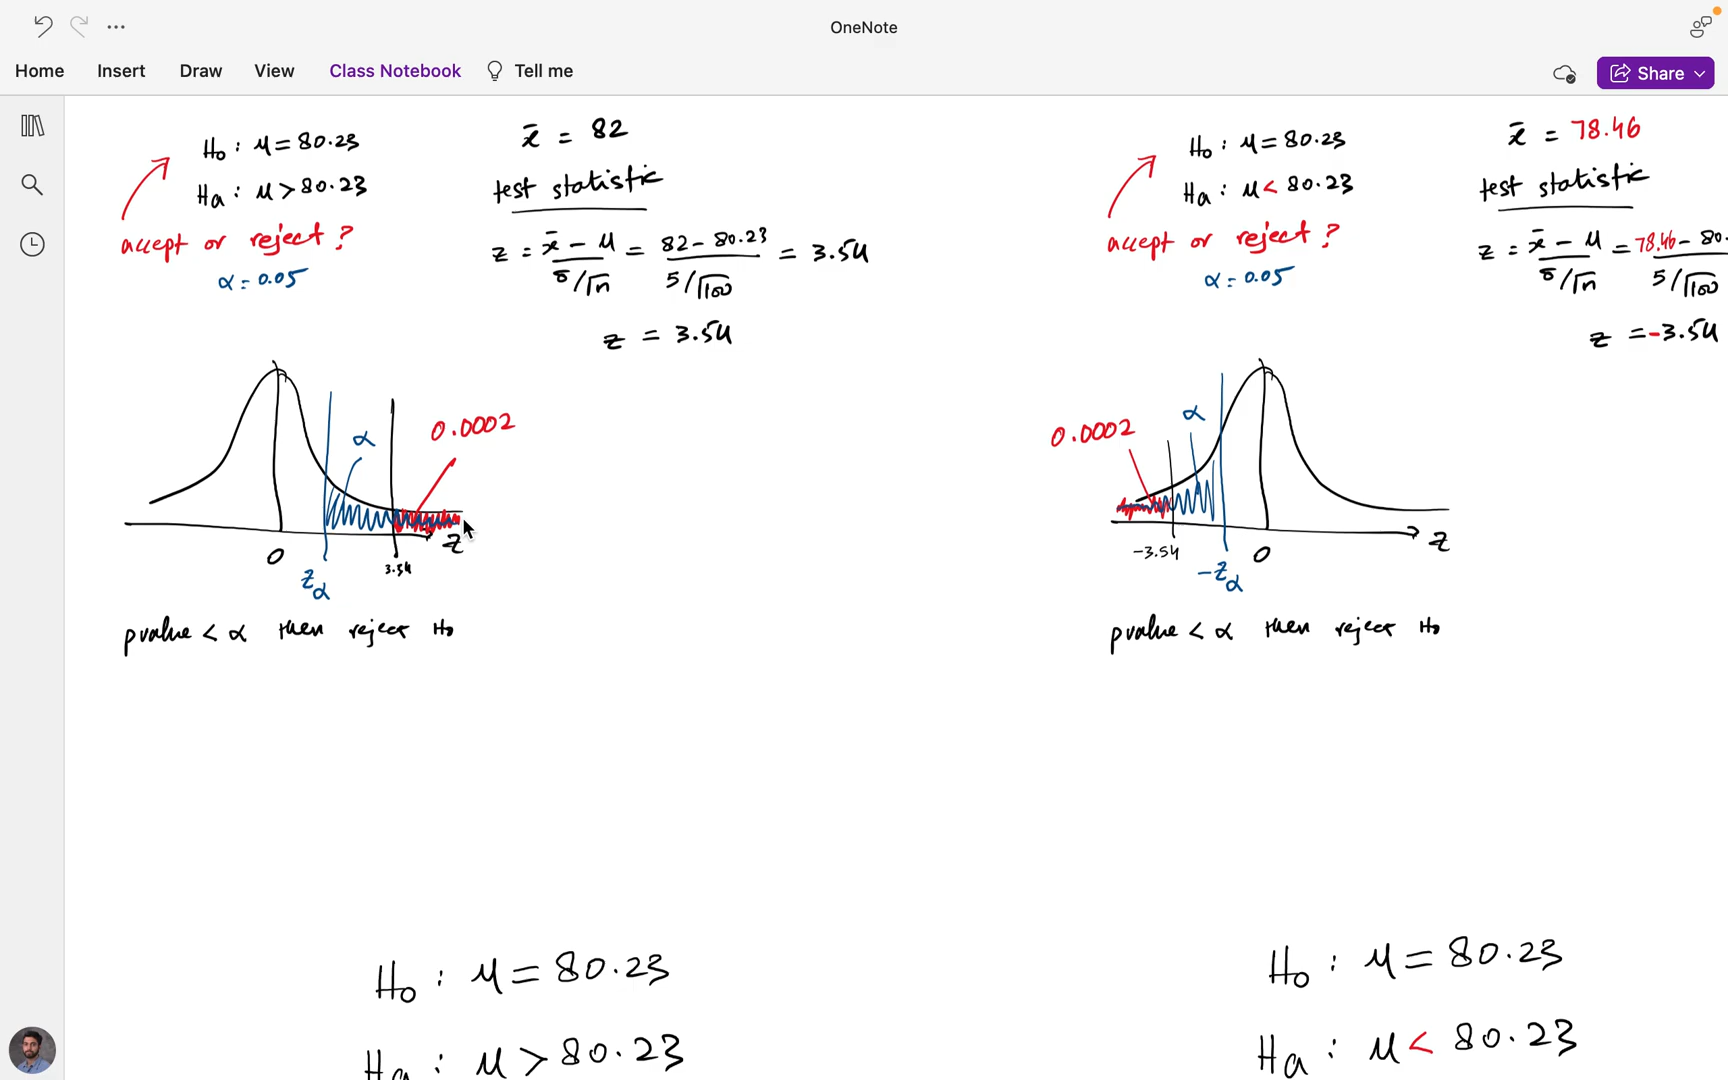 OneNote
Home Insert Draw View Class Notebook Tell me Share
H₀ : μ = 80.23
Hₐ : μ > 80.23
accept or reject ?
α = 0.05
x̄ = 82
test statistic
z = x̄ - μ / σ/√n = 82 - 80.23 / 5/√100 = 3.54
z = 3.54
α
0.0002
0
zα
3.54
z
pvalue < α then reject H₀
H₀ : μ = 80.23
Hₐ : μ < 80.23
accept or reject ?
α = 0.05
x̄ = 78.46
test statistic
z = x̄ - μ / σ/√n = 78.46 - 80. / 5/√100
z = -3.54
0.0002
α
-3.54
-zα
0
z
pvalue < α then reject H₀
H₀ : μ = 80.23
Hₐ : μ > 80.23
H₀ : μ = 80.23
Hₐ : μ < 80.23